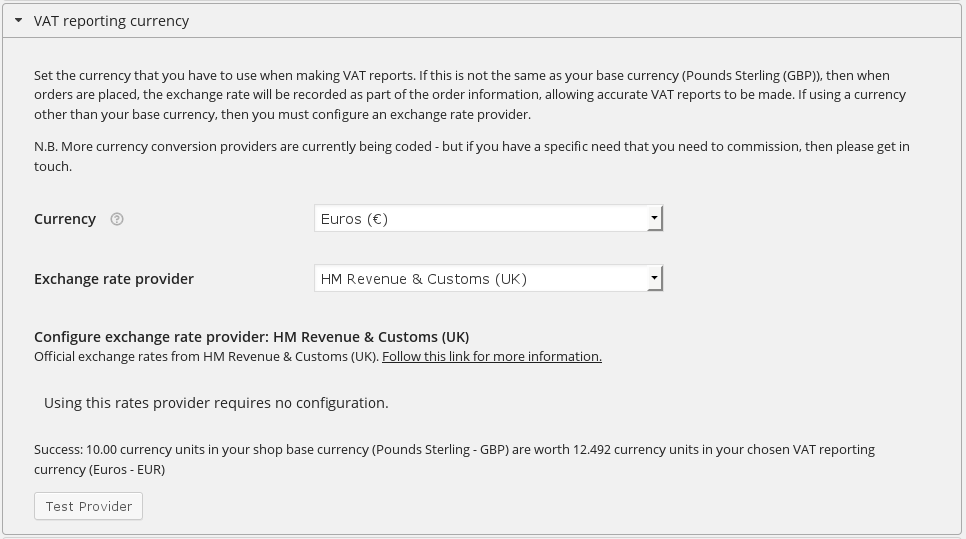 VAT reporting currency
Set the currency that you have to use when making VAT reports. If this is not the same as your base currency (Pounds Sterling (GBP)), then when
orders are placed, the exchange rate will be recorded as part of the order information, allowing accurate VAT reports to be made. If using a currency
other than your base currency, then you must configure an exchange rate provider.
N.B. More currency conversion providers are currently being coded - but if you have a specific need that you need to commission, then please get in
touch.
Currency ?
Euros (€)
Exchange rate provider
HM Revenue & Customs (UK)
Configure exchange rate provider: HM Revenue & Customs (UK)
Official exchange rates from HM Revenue & Customs (UK). Follow this link for more information.
Using this rates provider requires no configuration.
Success: 10.00 currency units in your shop base currency (Pounds Sterling - GBP) are worth 12.492 currency units in your chosen VAT reporting
currency (Euros - EUR)
Test Provider